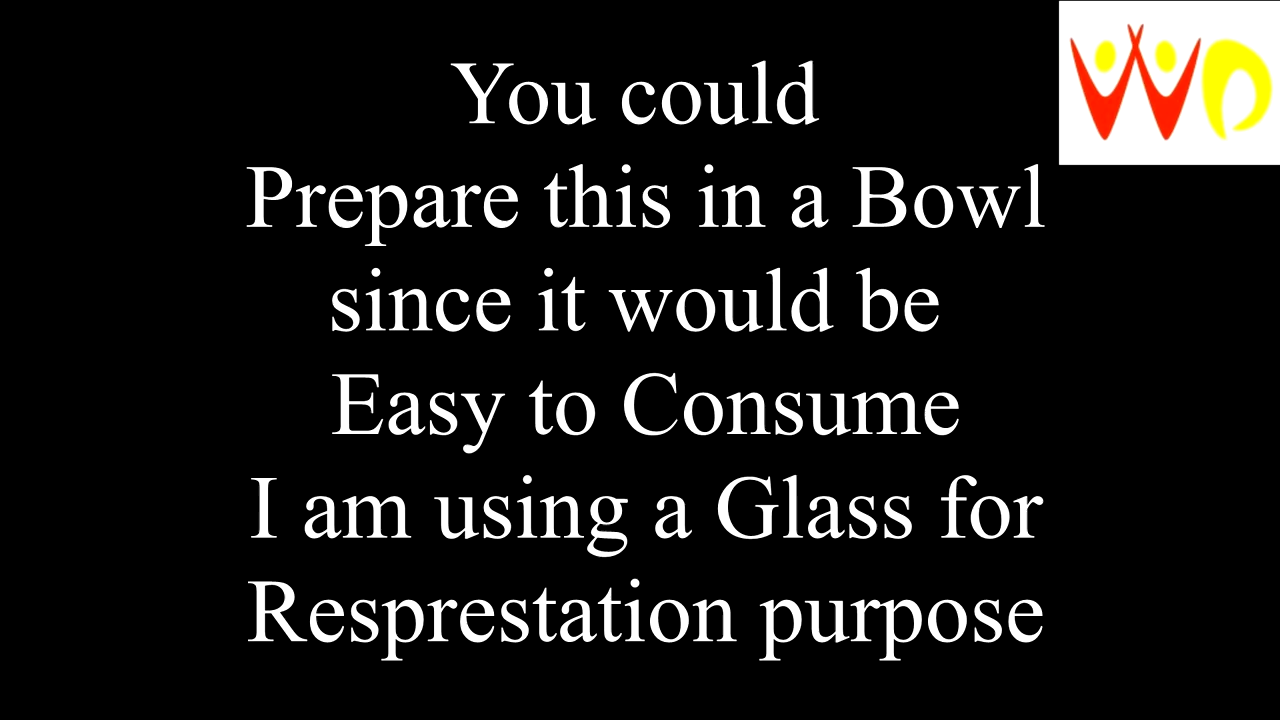 You could
Prepare this in a Bowl
since it would be
Easy to Consume
I am using a Glass for
Resprestation purpose